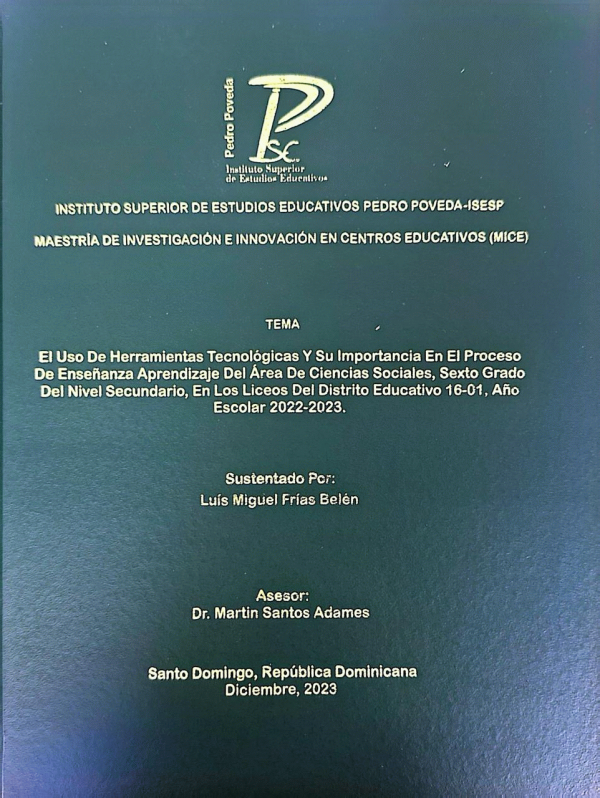 Pedro Poveda
PSC
Instituto Superior
de Estudios Educativos
INSTITUTO SUPERIOR DE ESTUDIOS EDUCATIVOS PEDRO POVEDA-ISESP
MAESTRÍA DE INVESTIGACIÓN E INNOVACIÓN EN CENTROS EDUCATIVOS (MICE)
TEMA
El Uso De Herramientas Tecnológicas Y Su Importancia En El Proceso
De Enseñanza Aprendizaje Del Área De Ciencias Sociales, Sexto Grado
Del Nivel Secundario, En Los Liceos Del Distrito Educativo 16-01, Año
Escolar 2022-2023.
Sustentado Por:
Luís Miguel Frías Belén
Asesor:
Dr. Martin Santos Adames
Santo Domingo, República Dominicana
Diciembre, 2023